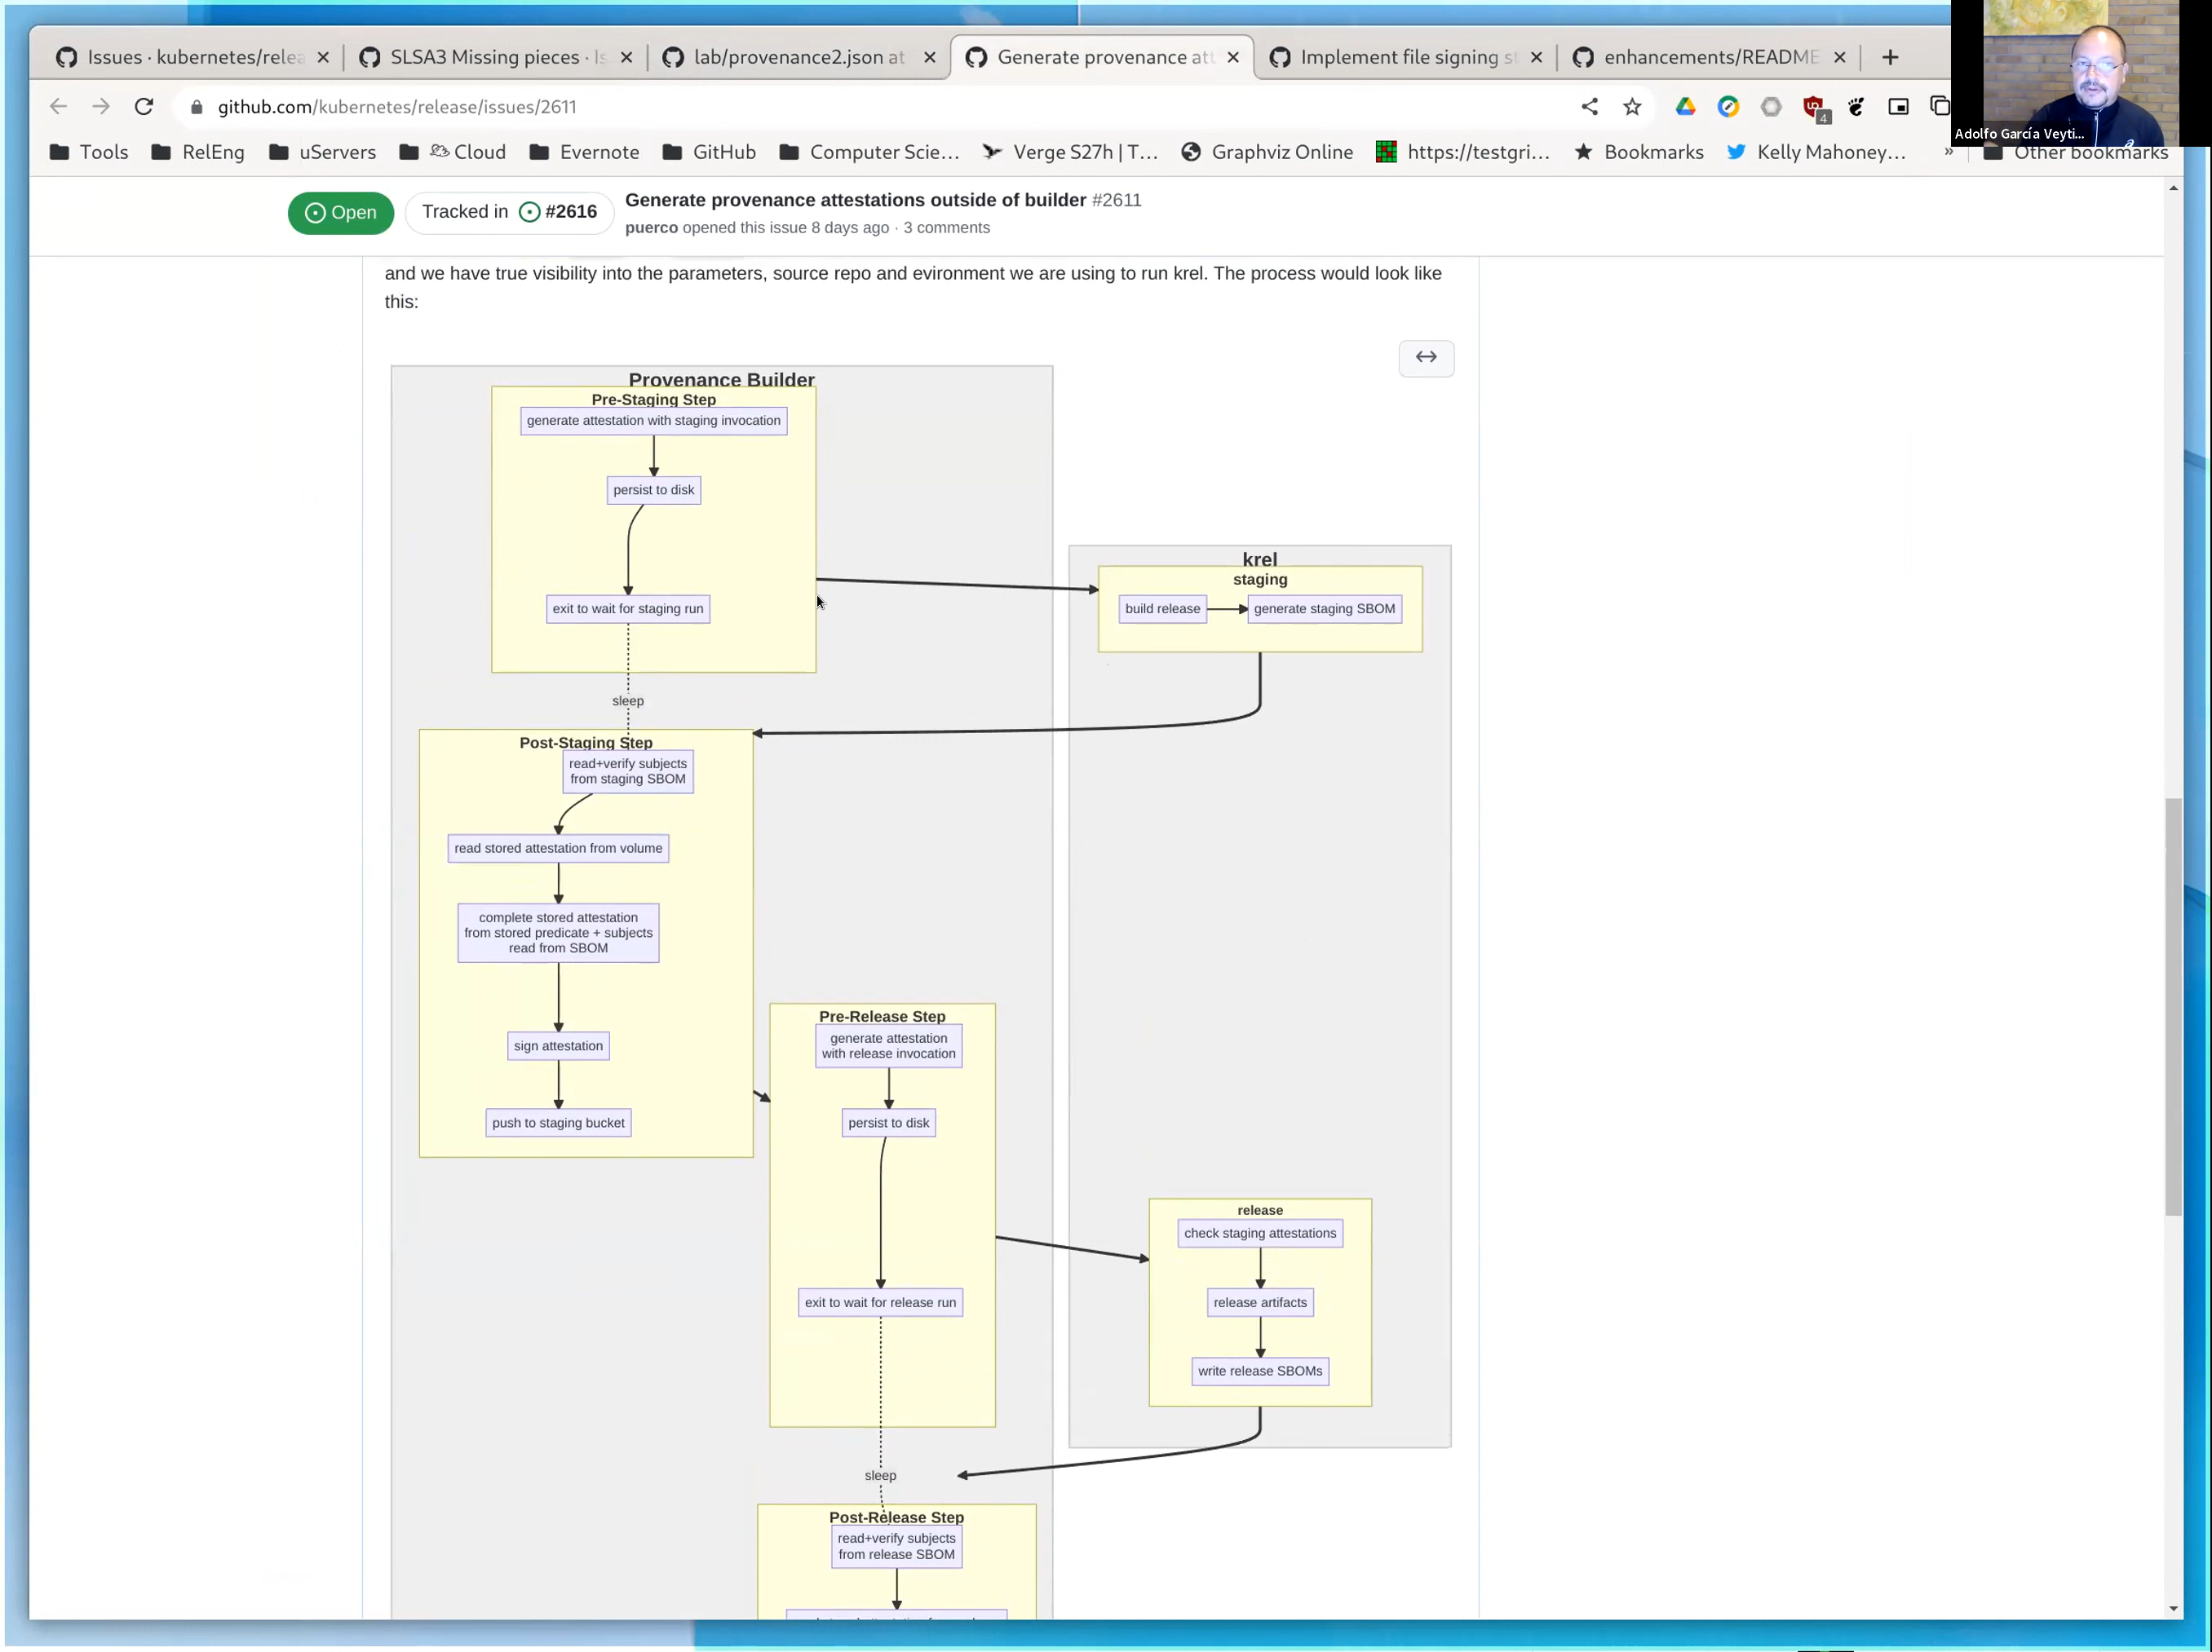 Issues · kubernetes/relea
SLSA3 Missing pieces · Is
lab/provenance2.json at
Generate provenance att
Implement file signing st
enhancements/README
github.com/kubernetes/release/issues/2611
4
Adolfo García Veyti...
Tools
RelEng
uServers
Cloud
Evernote
GitHub
Computer Scie...
Verge S27h | T...
Graphviz Online
https://testgri...
Bookmarks
Kelly Mahoney...
»
Other bookmarks
Open
Tracked in #2616
Generate provenance attestations outside of builder #2611
puerco opened this issue 8 days ago · 3 comments
and we have true visibility into the parameters, source repo and evironment we are using to run krel. The process would look like
this:
Provenance Builder
Pre-Staging Step
generate attestation with staging invocation
persist to disk
exit to wait for staging run
sleep
krel
staging
build release
generate staging SBOM
Post-Staging Step
read+verify subjects
from staging SBOM
read stored attestation from volume
complete stored attestation
from stored predicate + subjects
read from SBOM
sign attestation
push to staging bucket
Pre-Release Step
generate attestation
with release invocation
persist to disk
exit to wait for release run
sleep
release
check staging attestations
release artifacts
write release SBOMs
Post-Release Step
read+verify subjects
from release SBOM